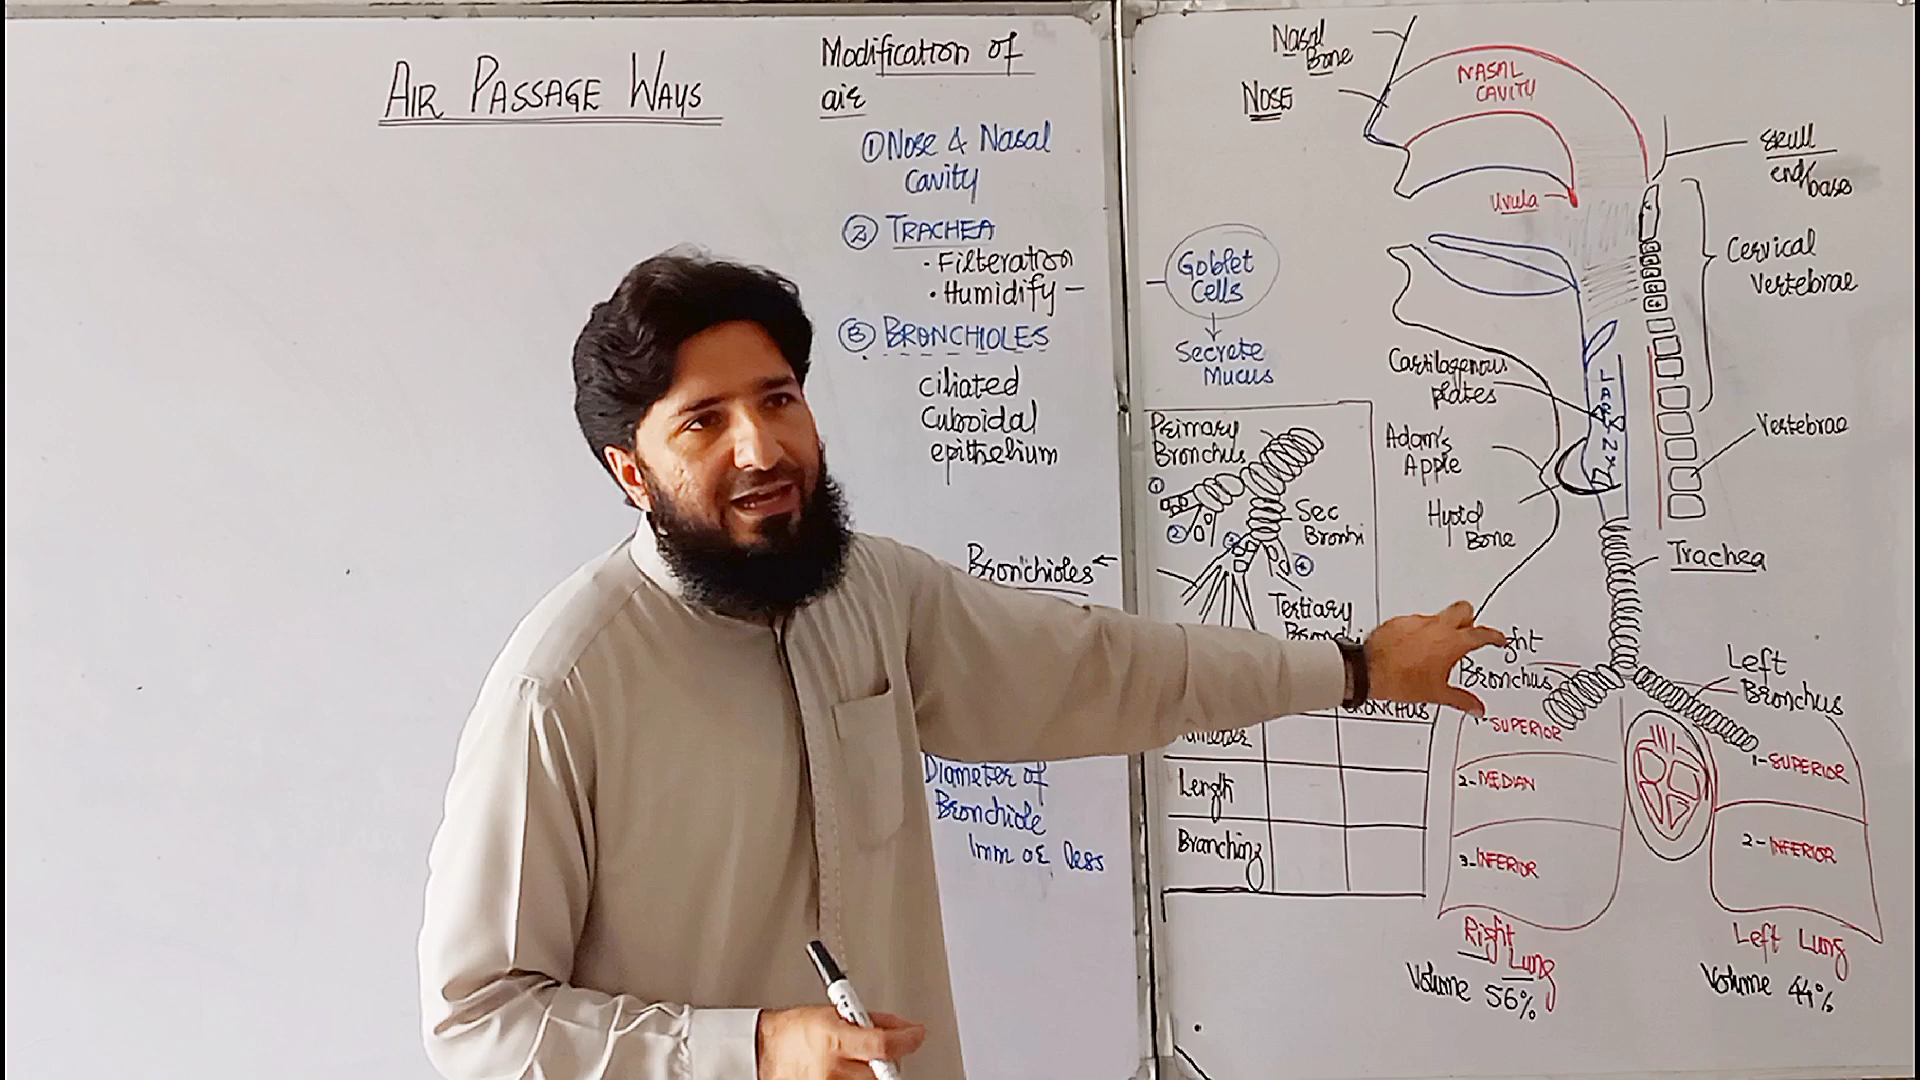 AIR PASSAGE WAYS
Modification of
air
① Nose & Nasal
Cavity
② TRACHEA
· Filteration
· Humidify –
③ BRONCHIOLES
ciliated
Cuboidal
epithelium
Bronchioles ←
Diameter of
Bronchiole
1mm or less
Goblet
Cells
Secrete
Mucus
Primary
Bronchus
①
②
Sec
Bronhi
④
Tertiary
BRONCHUS
Length
Branching
Nasal
Bone
NOSE
NASAL
CAVITY
Uvula
Skull
end/base
Cervical
Vertebrae
Cartilagenous
plates
LARYNX
Adam's
Apple
Hyoid
Bone
Vertebrae
Trachea
Bronchus
Left
Bronchus
1- SUPERIOR
2- MEDIAN
3- INFERIOR
Right
Lung
Volume 56%
1- SUPERIOR
2- INFERIOR
Left Lung
Volume 44%